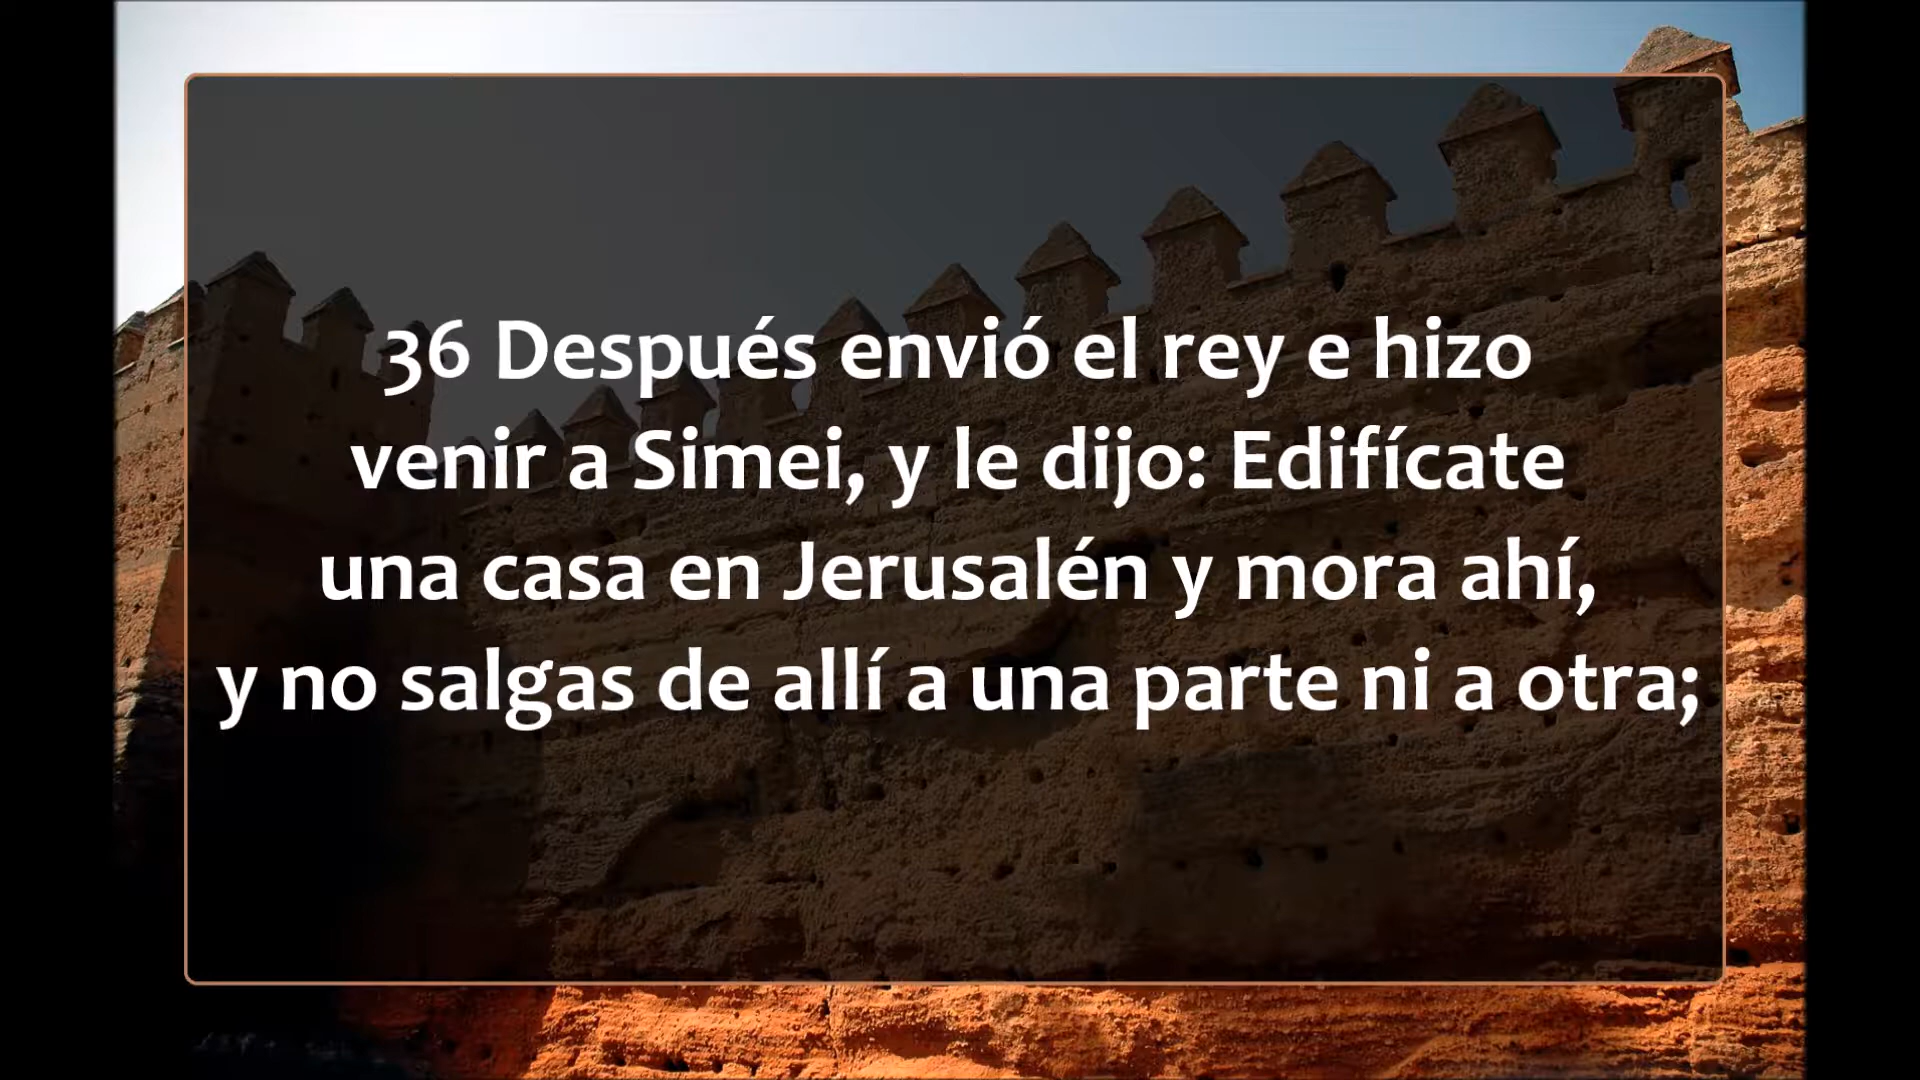 36 Después envió el rey e hizo
venir a Simei, y le dijo: Edifícate
una casa en Jerusalén y mora ahí,
y no salgas de allí a una parte ni a otra;